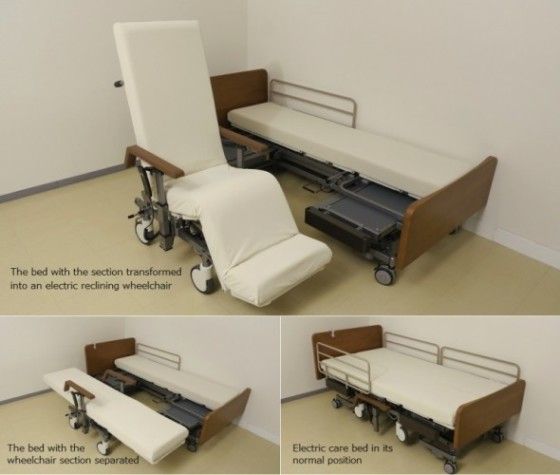 The bed with the section transformed
into an electric reclining wheelchair
The bed with the
wheelchair section separated
Electric care bed in its
normal position